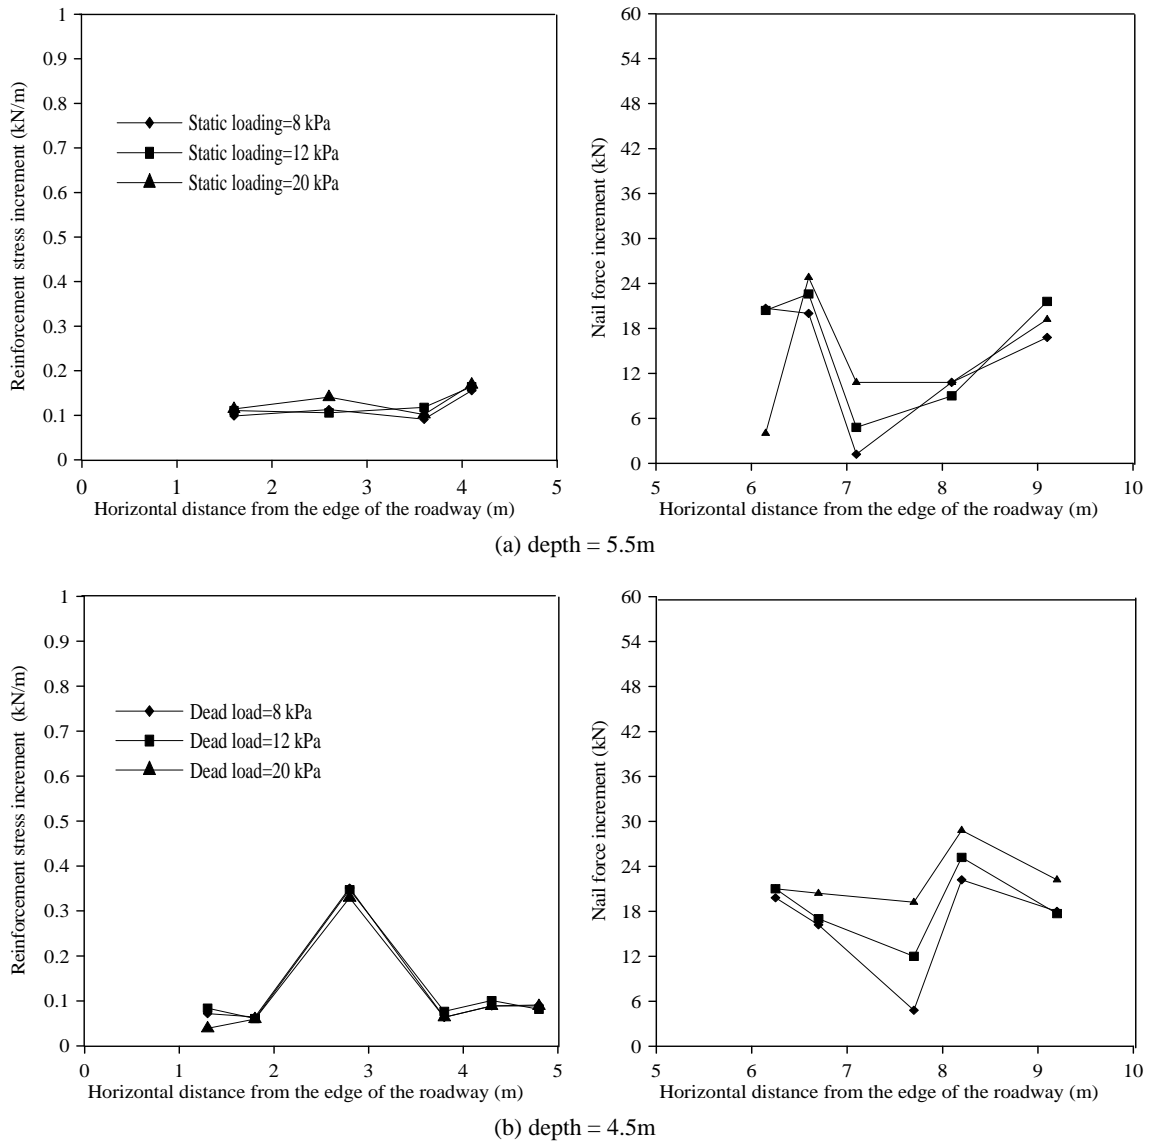 1
0.9
0.8
0.7
0.6
0.5
0.4
0.3
0.2
0.1
0
Reinforcement stress increment (kN/m)
Static loading=8 kPa
Static loading=12 kPa
Static loading=20 kPa
0 1 2 3 4 5
Horizontal distance from the edge of the roadway (m)
60
54
48
42
36
30
24
18
12
6
0
Nail force increment (kN)
5 6 7 8 9 10
Horizontal distance from the edge of the roadway (m)
(a) depth = 5.5m
1
0.9
0.8
0.7
0.6
0.5
0.4
0.3
0.2
0.1
0
Reinforcement stress increment (kN/m)
Dead load=8 kPa
Dead load=12 kPa
Dead load=20 kPa
0 1 2 3 4 5
Horizontal distance from the edge of the roadway (m)
60
54
48
42
36
30
24
18
12
6
0
Nail force increment (kN)
5 6 7 8 9 10
Horizontal distance from the edge of the roadway (m)
(b) depth = 4.5m